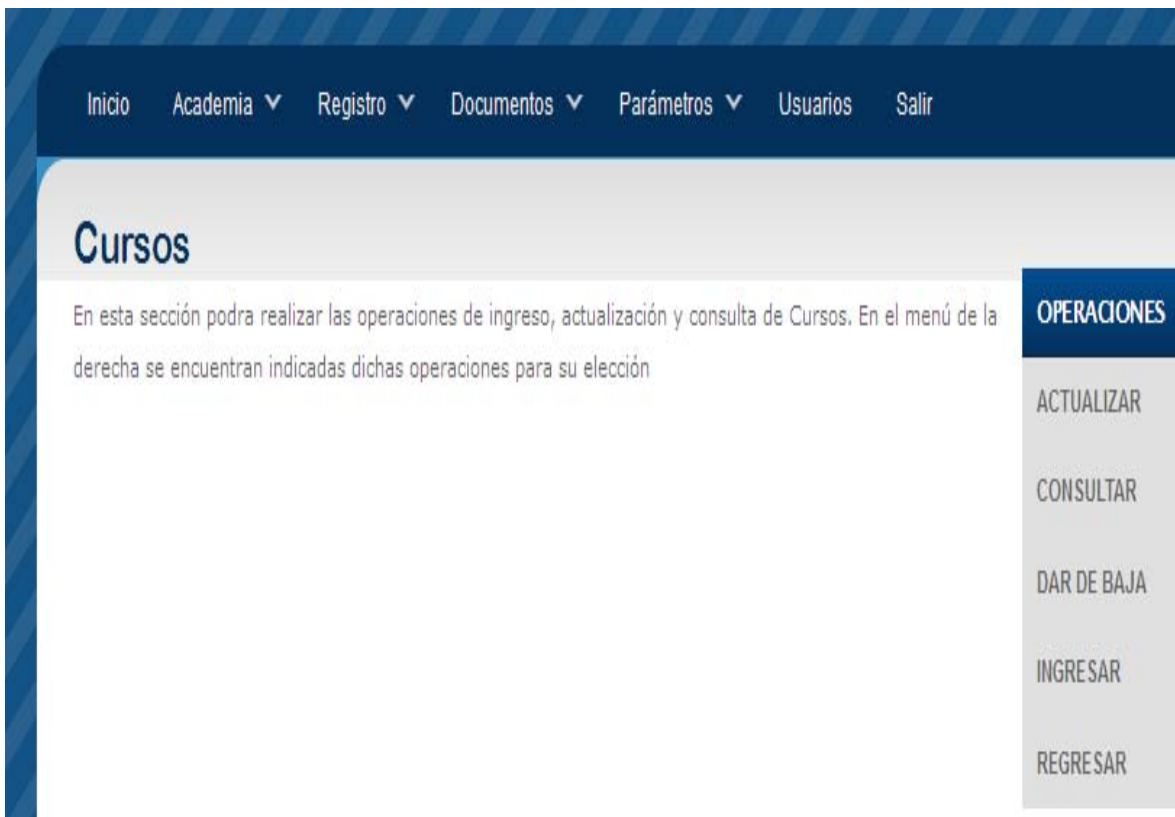 Inicio Academia Registro Documentos Parámetros Usuarios Salir
Cursos
En esta sección podra realizar las operaciones de ingreso, actualización y consulta de Cursos. En el menú de la
derecha se encuentran indicadas dichas operaciones para su elección
OPERACIONES
ACTUALIZAR
CONSULTAR
DAR DE BAJA
INGRESAR
REGRESAR